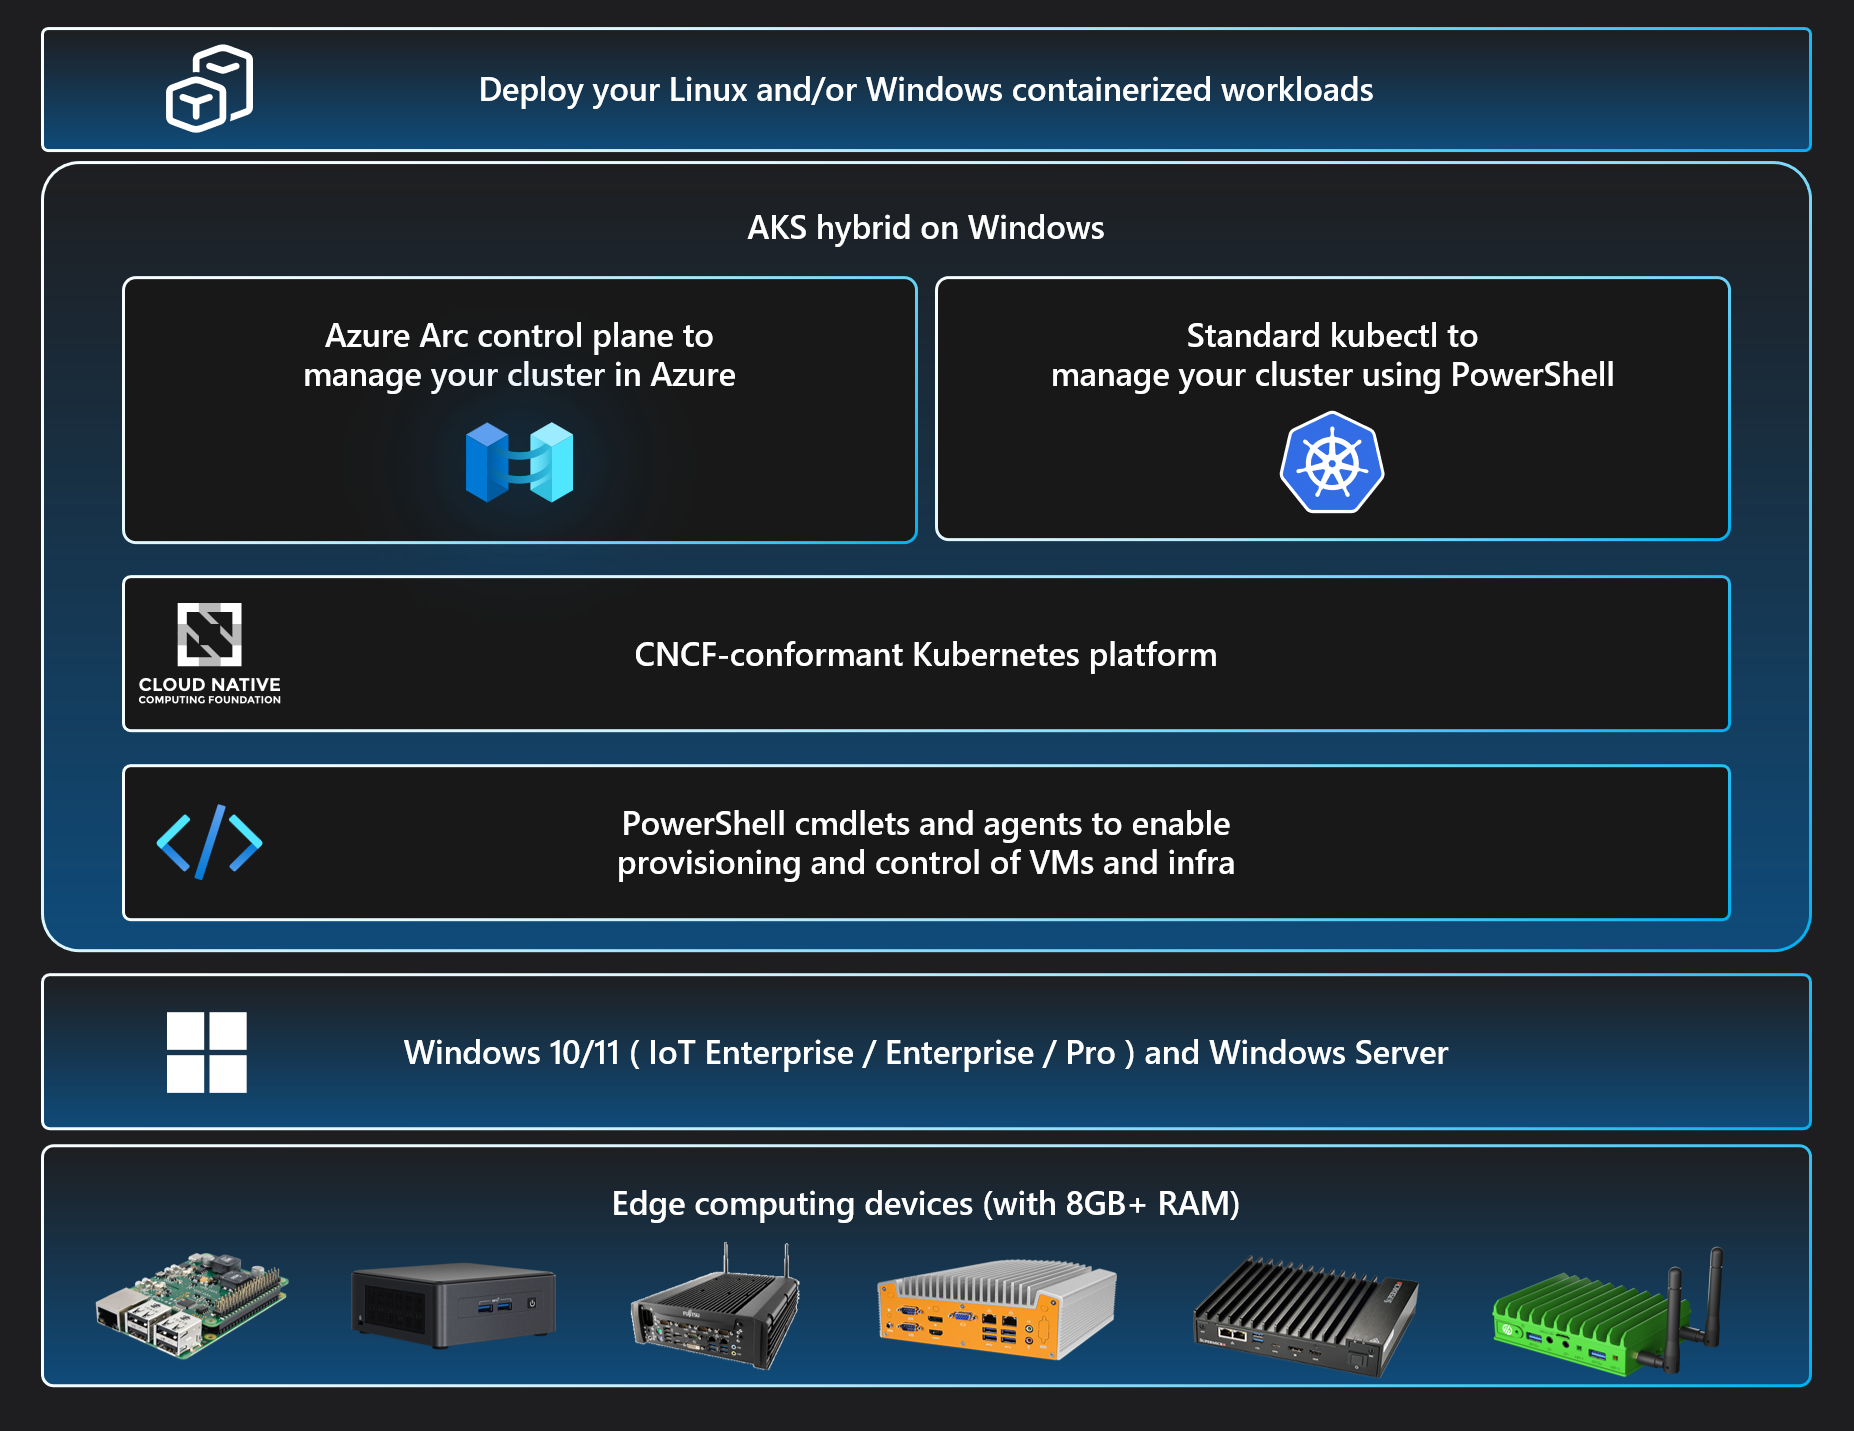 Deploy your Linux and/or Windows containerized workloads
AKS hybrid on Windows
Azure Arc control plane to
manage your cluster in Azure
Standard kubectl to
manage your cluster using PowerShell
CLOUD NATIVE
COMPUTING FOUNDATION
CNCF-conformant Kubernetes platform
PowerShell cmdlets and agents to enable
provisioning and control of VMs and infra
Windows 10/11 ( IoT Enterprise / Enterprise / Pro ) and Windows Server
Edge computing devices (with 8GB+ RAM)
FUJITSU